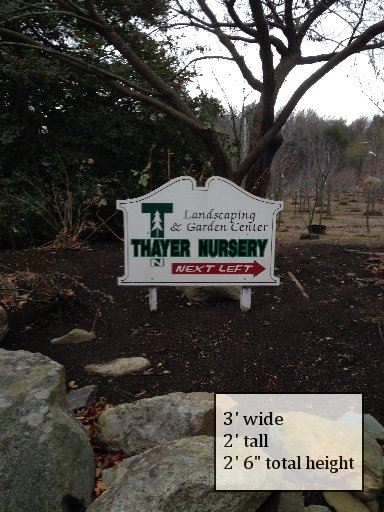 Landscaping
& Garden Center
T
N
THAYER NURSERY
NEXT LEFT
3' wide
2' tall
2' 6" total height